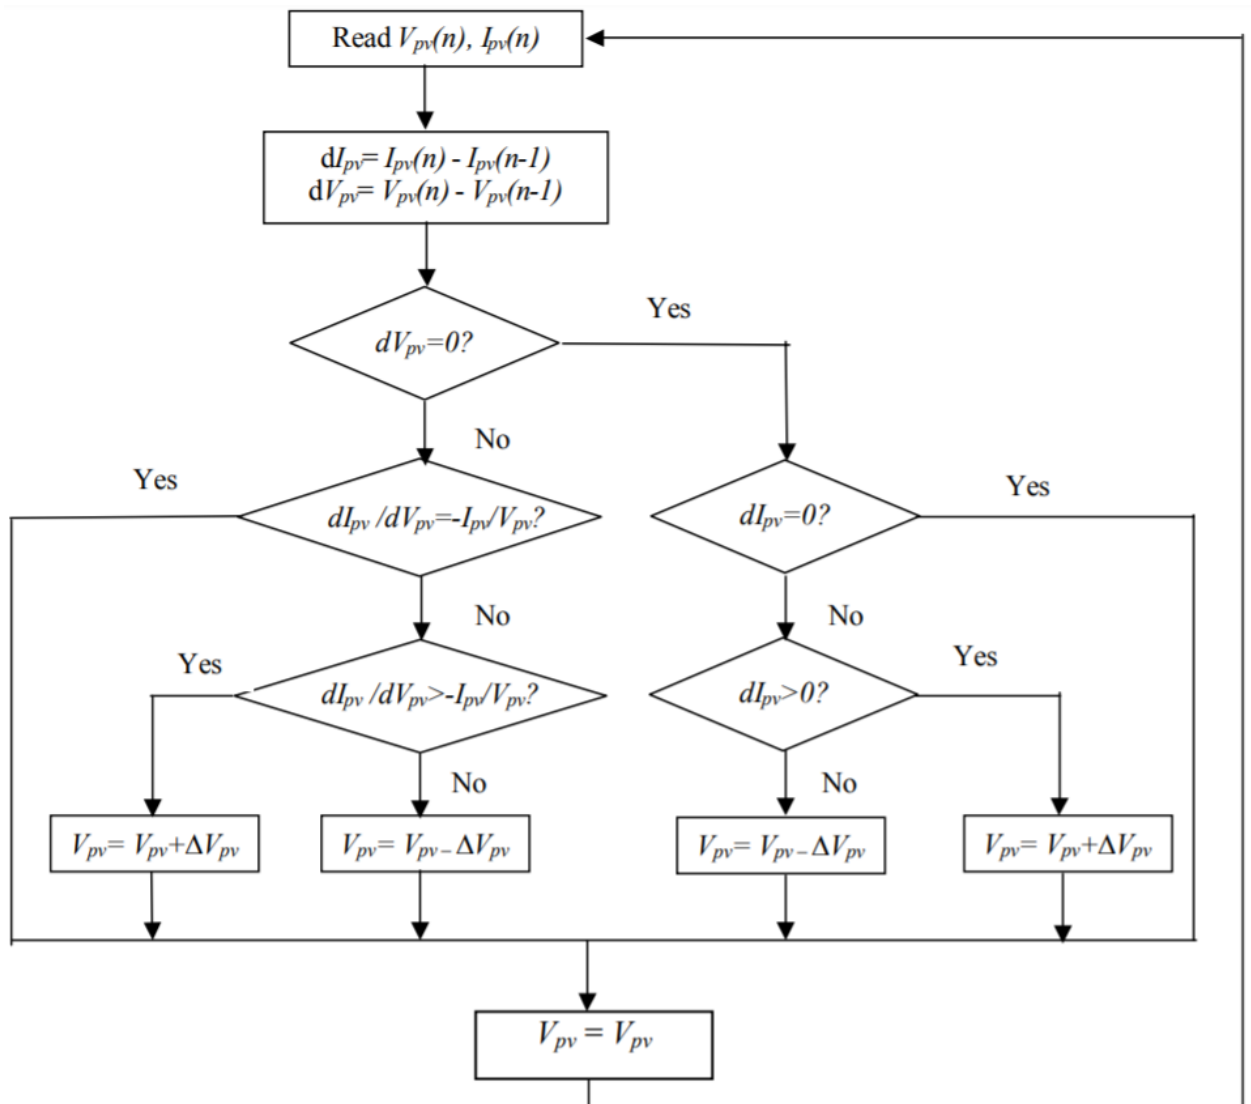 Read Vpv(n), Ipv(n)
dIpv= Ipv(n) - Ipv(n-1)
dVpv= Vpv(n) - Vpv(n-1)
Yes
dVpv=0?
No
Yes
Yes
dIpv /dVpv=-Ipv/Vpv?
dIpv=0?
No
No
Yes
Yes
dIpv /dVpv>-Ipv/Vpv?
dIpv>0?
No
No
Vpv= Vpv+ΔVpv
Vpv= Vpv– ΔVpv
Vpv= Vpv– ΔVpv
Vpv= Vpv+ΔVpv
Vpv = Vpv